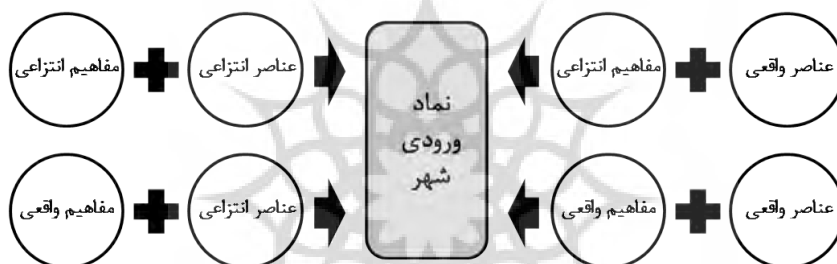 عناصر واقعی
مفاهیم انتزاعی
عناصر انتزاعی
مفاهیم انتزاعی
نماد
ورودی
شهر
عناصر واقعی
مفاهیم واقعی
عناصر انتزاعی
مفاهیم واقعی